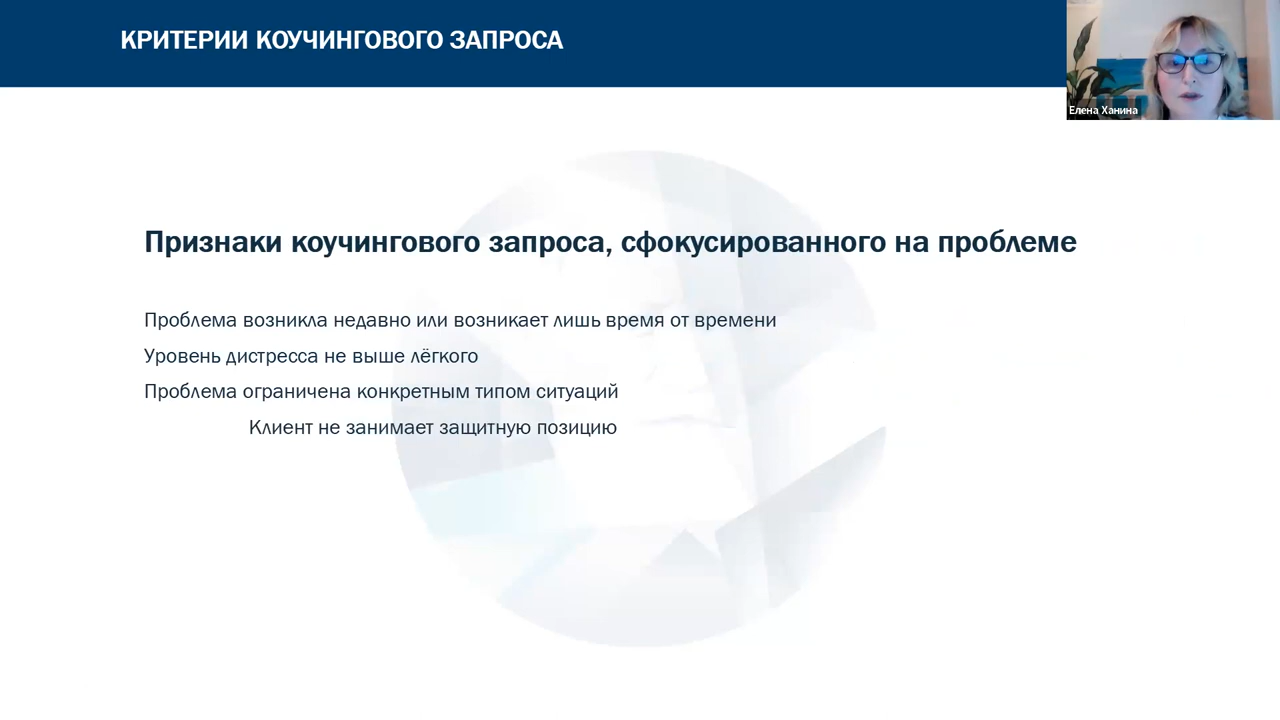 КРИТЕРИИ КОУЧИНГОВОГО ЗАПРОСА
Елена Ханина
Признаки коучингового запроса, сфокусированного на проблеме
Проблема возникла недавно или возникает лишь время от времени
Уровень дистресса не выше лёгкого
Проблема ограничена конкретным типом ситуаций
Клиент не занимает защитную позицию